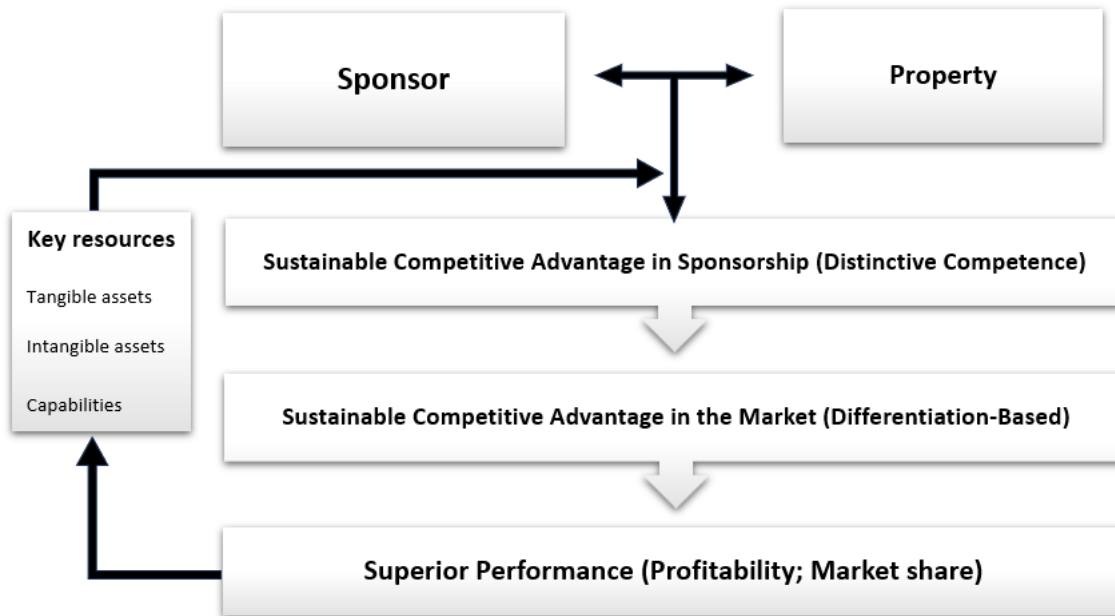 Sponsor
Property
Key resources
Tangible assets
Intangible assets
Capabilities
Sustainable Competitive Advantage in Sponsorship (Distinctive Competence)
Sustainable Competitive Advantage in the Market (Differentiation-Based)
Superior Performance (Profitability; Market share)